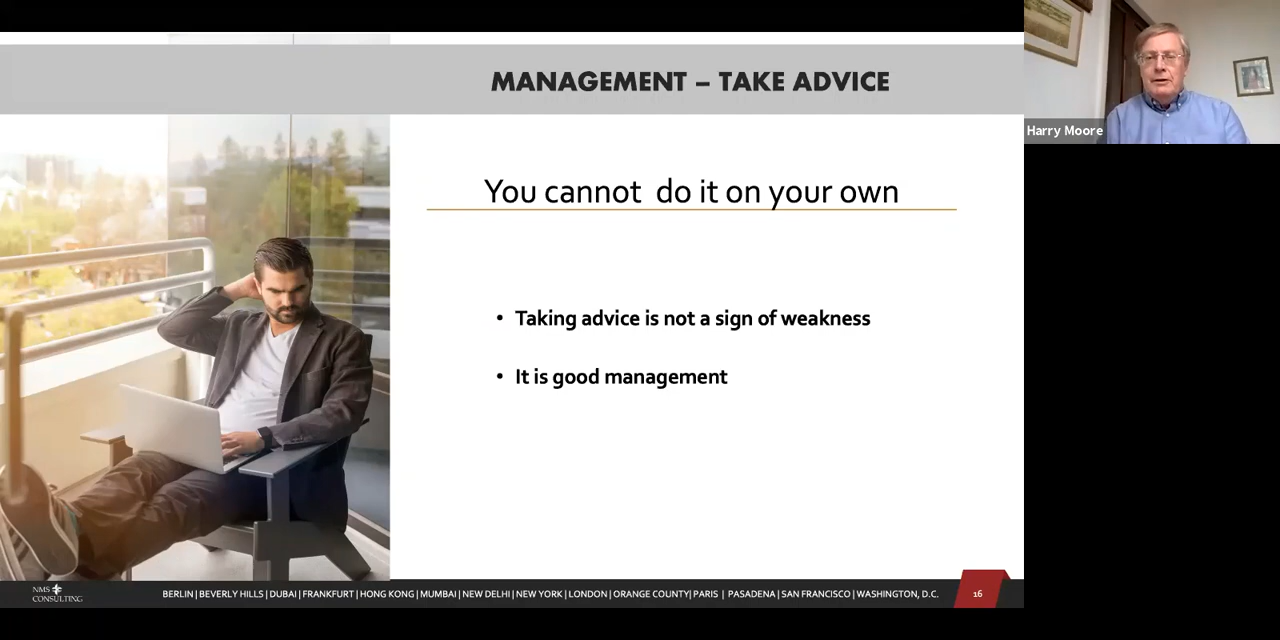 MANAGEMENT – TAKE ADVICE
Harry Moore
You cannot  do it on your own
• Taking advice is not a sign of weakness
• It is good management
NMS
CONSULTING
BERLIN | BEVERLY HILLS | DUBAI | FRANKFURT | HONG KONG | MUMBAI | NEW DELHI | NEW YORK | LONDON | ORANGE COUNTY| PARIS | PASADENA | SAN FRANCISCO | WASHINGTON, D.C.
16